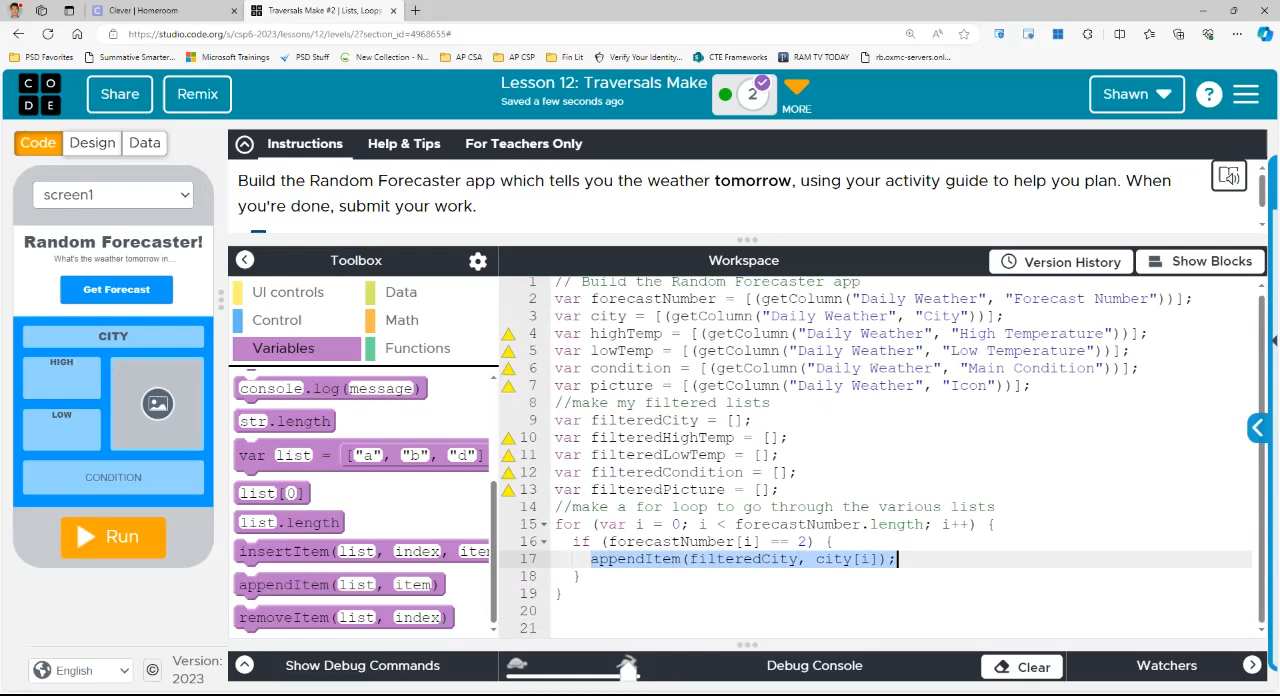 Clever | Homeroom
Traversals Make #2 | Lists, Loops
https://studio.code.org/s/csp6-2023/lessons/12/levels/2?section_id=4968655#
PSD Favorites
Summative Smarter...
Microsoft Trainings
PSD Stuff
New Collection - N...
AP CSA
AP CSP
Fin Lit
Verify Your Identity...
CTE Frameworks
RAM TV TODAY
rb.oxmc-servers.onl...
C O
D E
Share
Remix
Lesson 12: Traversals Make
Saved a few seconds ago
2
MORE
Shawn
?
Code
Design
Data
Instructions
Help & Tips
For Teachers Only
Build the Random Forecaster app which tells you the weather tomorrow, using your activity guide to help you plan. When
you're done, submit your work.
screen1
Random Forecaster!
What's the weather tomorrow in....
Get Forecast
CITY
HIGH
LOW
CONDITION
Run
English
©
Version:
2023
Toolbox
UI controls
Data
Control
Math
Variables
Functions
console.log(message)
str.length
var list = ["a", "b", "d"]
list[0]
list.length
insertItem(list, index, iter
appendItem(list, item)
removeItem(list, index)
Workspace
Version History
Show Blocks
1 // Build the Random Forecaster app
2 var forecastNumber = [(getColumn("Daily Weather", "Forecast Number"))];
3 var city = [(getColumn("Daily Weather", "City"))];
4 var highTemp = [(getColumn("Daily Weather", "High Temperature"))];
5 var lowTemp = [(getColumn("Daily Weather", "Low Temperature"))];
6 var condition = [(getColumn("Daily Weather", "Main Condition"))];
7 var picture = [(getColumn("Daily Weather", "Icon"))];
8 //make my filtered lists
9 var filteredCity = [];
10 var filteredHighTemp = [];
11 var filteredLowTemp = [];
12 var filteredCondition = [];
13 var filteredPicture = [];
14 //make a for loop to go through the various lists
15 for (var i = 0; i < forecastNumber.length; i++) {
16 if (forecastNumber[i] == 2) {
17 appendItem(filteredCity, city[i]);
18 }
19 }
20
21
Show Debug Commands
Debug Console
Clear
Watchers